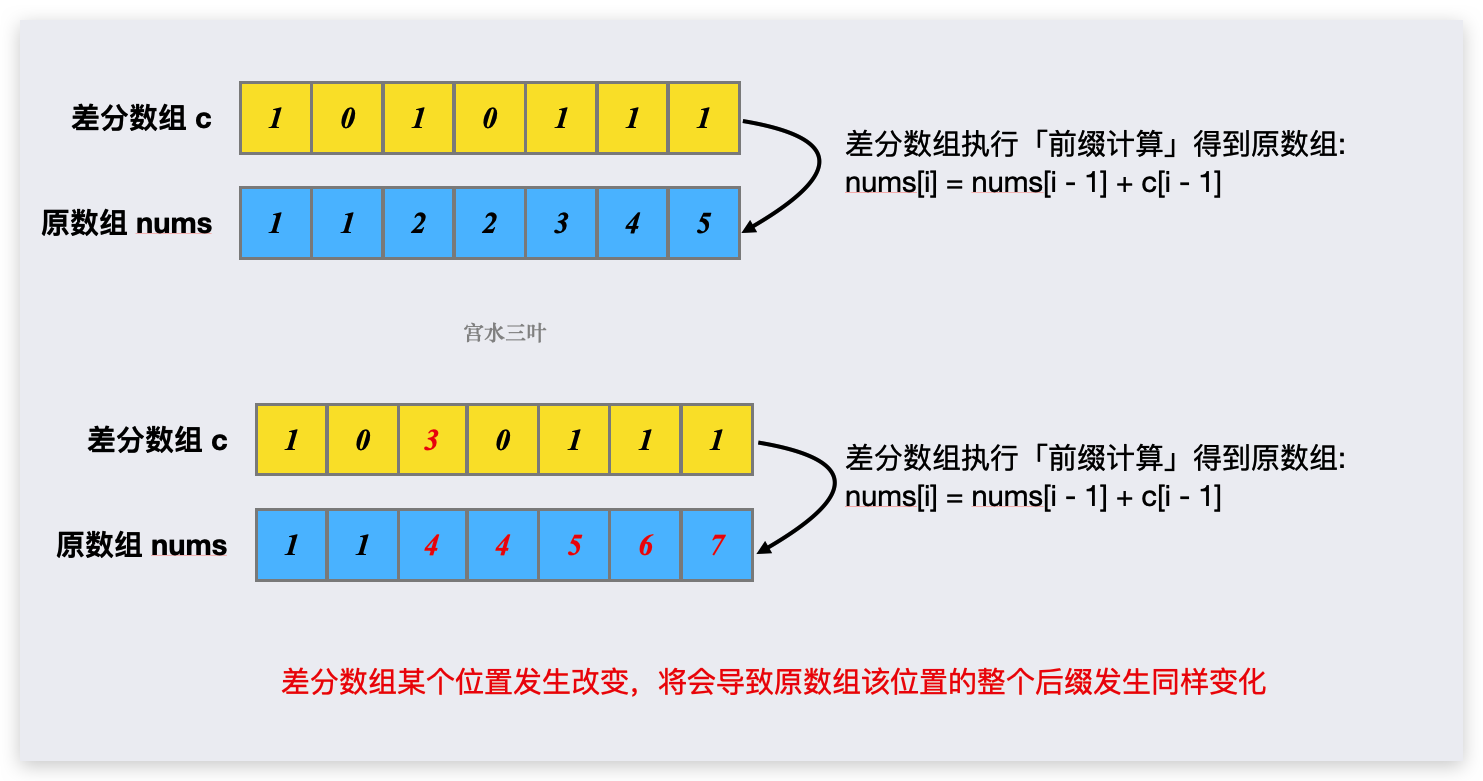 差分数组 c
1 0 1 0 1 1 1
差分数组执行「前缀计算」得到原数组:
nums[i] = nums[i - 1] + c[i - 1]
原数组 nums
1 1 2 2 3 4 5
宫水三叶
差分数组 c
1 0 3 0 1 1 1
差分数组执行「前缀计算」得到原数组:
nums[i] = nums[i - 1] + c[i - 1]
原数组 nums
1 1 4 4 5 6 7
差分数组某个位置发生改变，将会导致原数组该位置的整个后缀发生同样变化